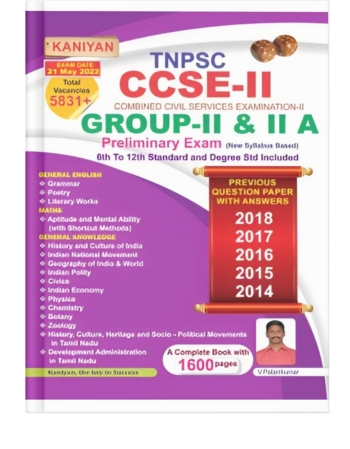 KANIYAN
EXAM DATE
21 May 2022
Total
Vacancies
5831+
TNPSC
CCSE-II
COMBINED CIVIL SERVICES EXAMINATION-II
GROUP-II & II A
Preliminary Exam (New Syllabus Based)
6th To 12th Standard and Degree Std Included
GENERAL ENGLISH
Grammar
Poetry
Literary Works
MATHS
Aptitude and Mental Ability
(with Shortcut Methods)
GENERAL KNOWLEDGE
History and Culture of India
Indian National Movement
Geography of India & World
Indian Polity
Civics
Indian Economy
Physics
Chemistry
Botany
Zoology
History, Culture, Heritage and Socio - Political Movements
in Tamil Nadu
Development Administration
in Tamil Nadu
Kaniyan, the key to Success
PREVIOUS
QUESTION PAPER
WITH ANSWERS
2018
2017
2016
2015
2014
A Complete Book with
1600 pages